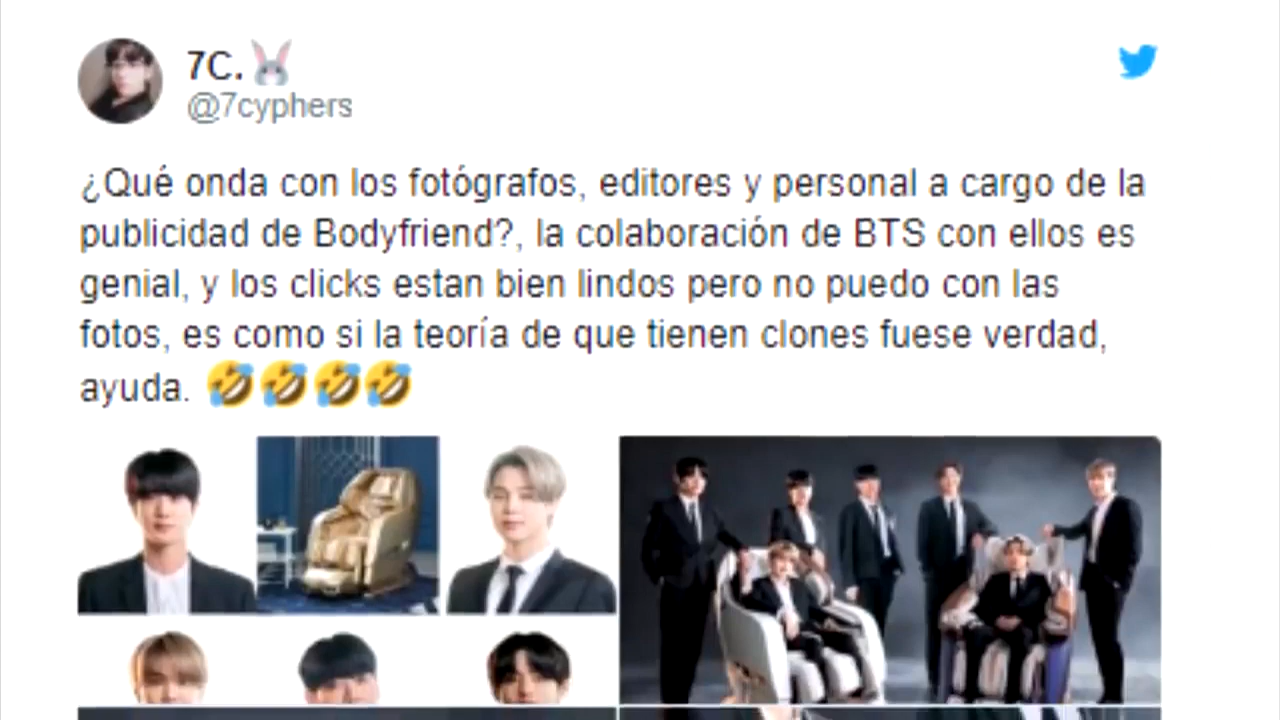 7C.🐰
@7cyphers
¿Qué onda con los fotógrafos, editores y personal a cargo de la
publicidad de Bodyfriend?, la colaboración de BTS con ellos es
genial, y los clicks estan bien lindos pero no puedo con las
fotos, es como si la teoría de que tienen clones fuese verdad,
ayuda. 🤣🤣🤣🤣